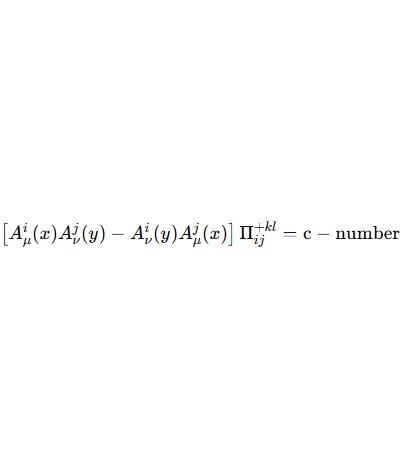 [A^i_μ(x)A^j_ν(y) − A^i_ν(y)A^j_μ(x)] Π^{+kl}_{ij} = c − number